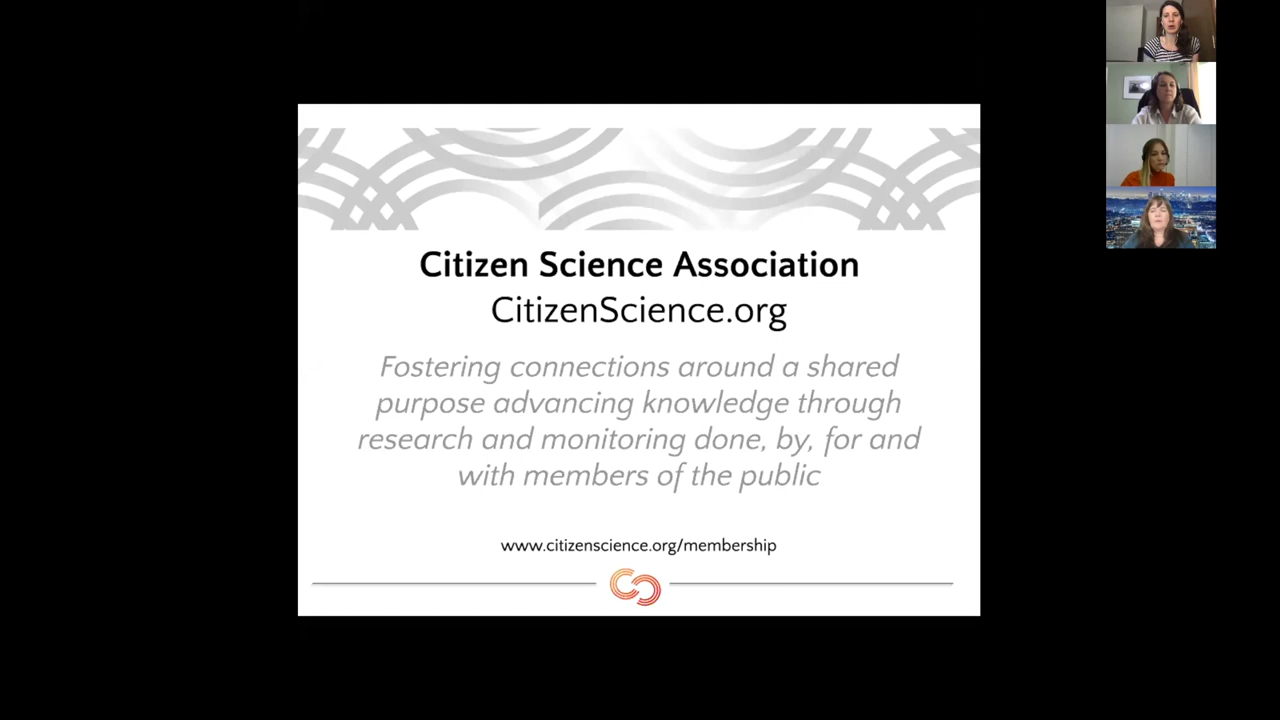 Citizen Science Association
CitizenScience.org
Fostering connections around a shared
purpose advancing knowledge through
research and monitoring done, by, for and
with members of the public
www.citizenscience.org/membership